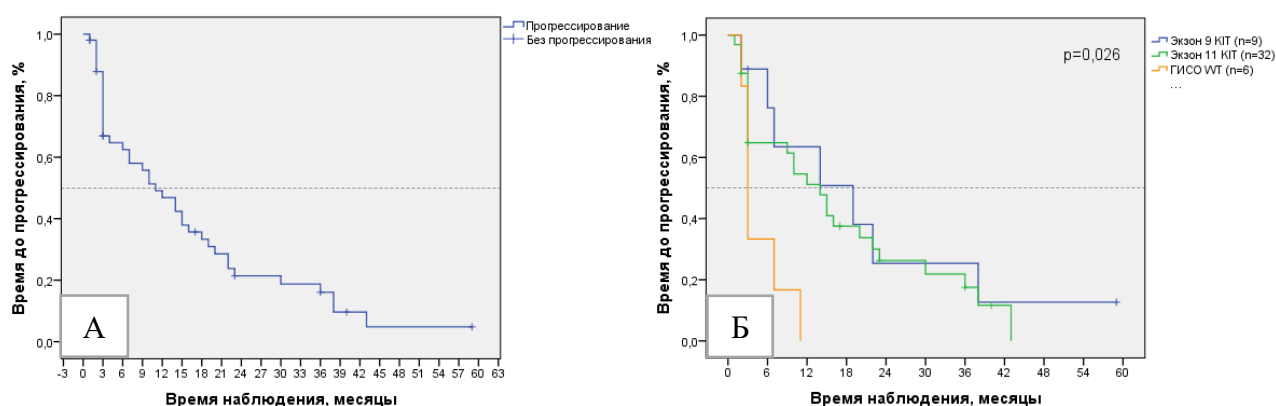 Прогрессирование
Без прогрессирования
Время до прогрессирования, %
1,0
0,8
0,6
0,4
0,2
0,0
А
-3 0 3 6 9 12 15 18 21 24 27 30 33 36 39 42 45 48 51 54 57 60 63
Время наблюдения, месяцы
p=0,026
Экзон 9 KIT (n=9)
Экзон 11 KIT (n=32)
ГИСО WT (n=6)
...
Время до прогрессирования, %
1,0
0,8
0,6
0,4
0,2
0,0
Б
0 6 12 18 24 30 36 42 48 54 60
Время наблюдения, месяцы